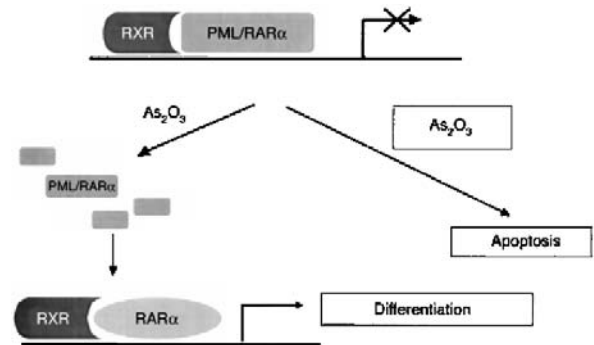 RXR PML/RARα
As₂O₃ As₂O₃
PML/RARα
Apoptosis
RXR RARα Differentiation